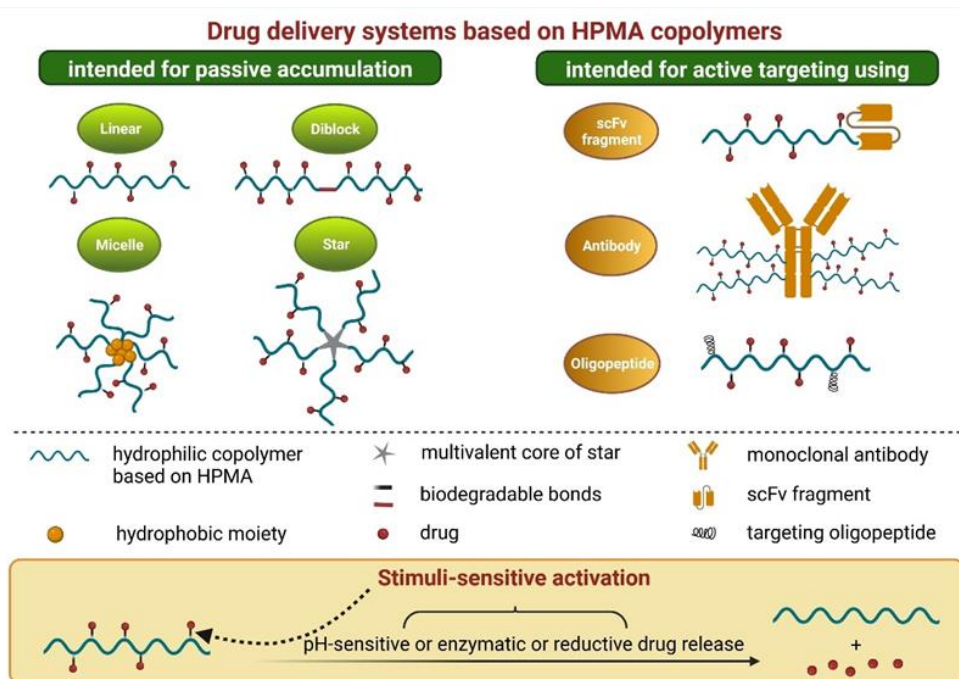 Drug delivery systems based on HPMA copolymers
intended for passive accumulation
intended for active targeting using
Linear
Diblock
Micelle
Star
scFv
fragment
Antibody
Oligopeptide
hydrophilic copolymer
based on HPMA
hydrophobic moiety
multivalent core of star
biodegradable bonds
drug
monoclonal antibody
scFv fragment
targeting oligopeptide
Stimuli-sensitive activation
pH-sensitive or enzymatic or reductive drug release
+